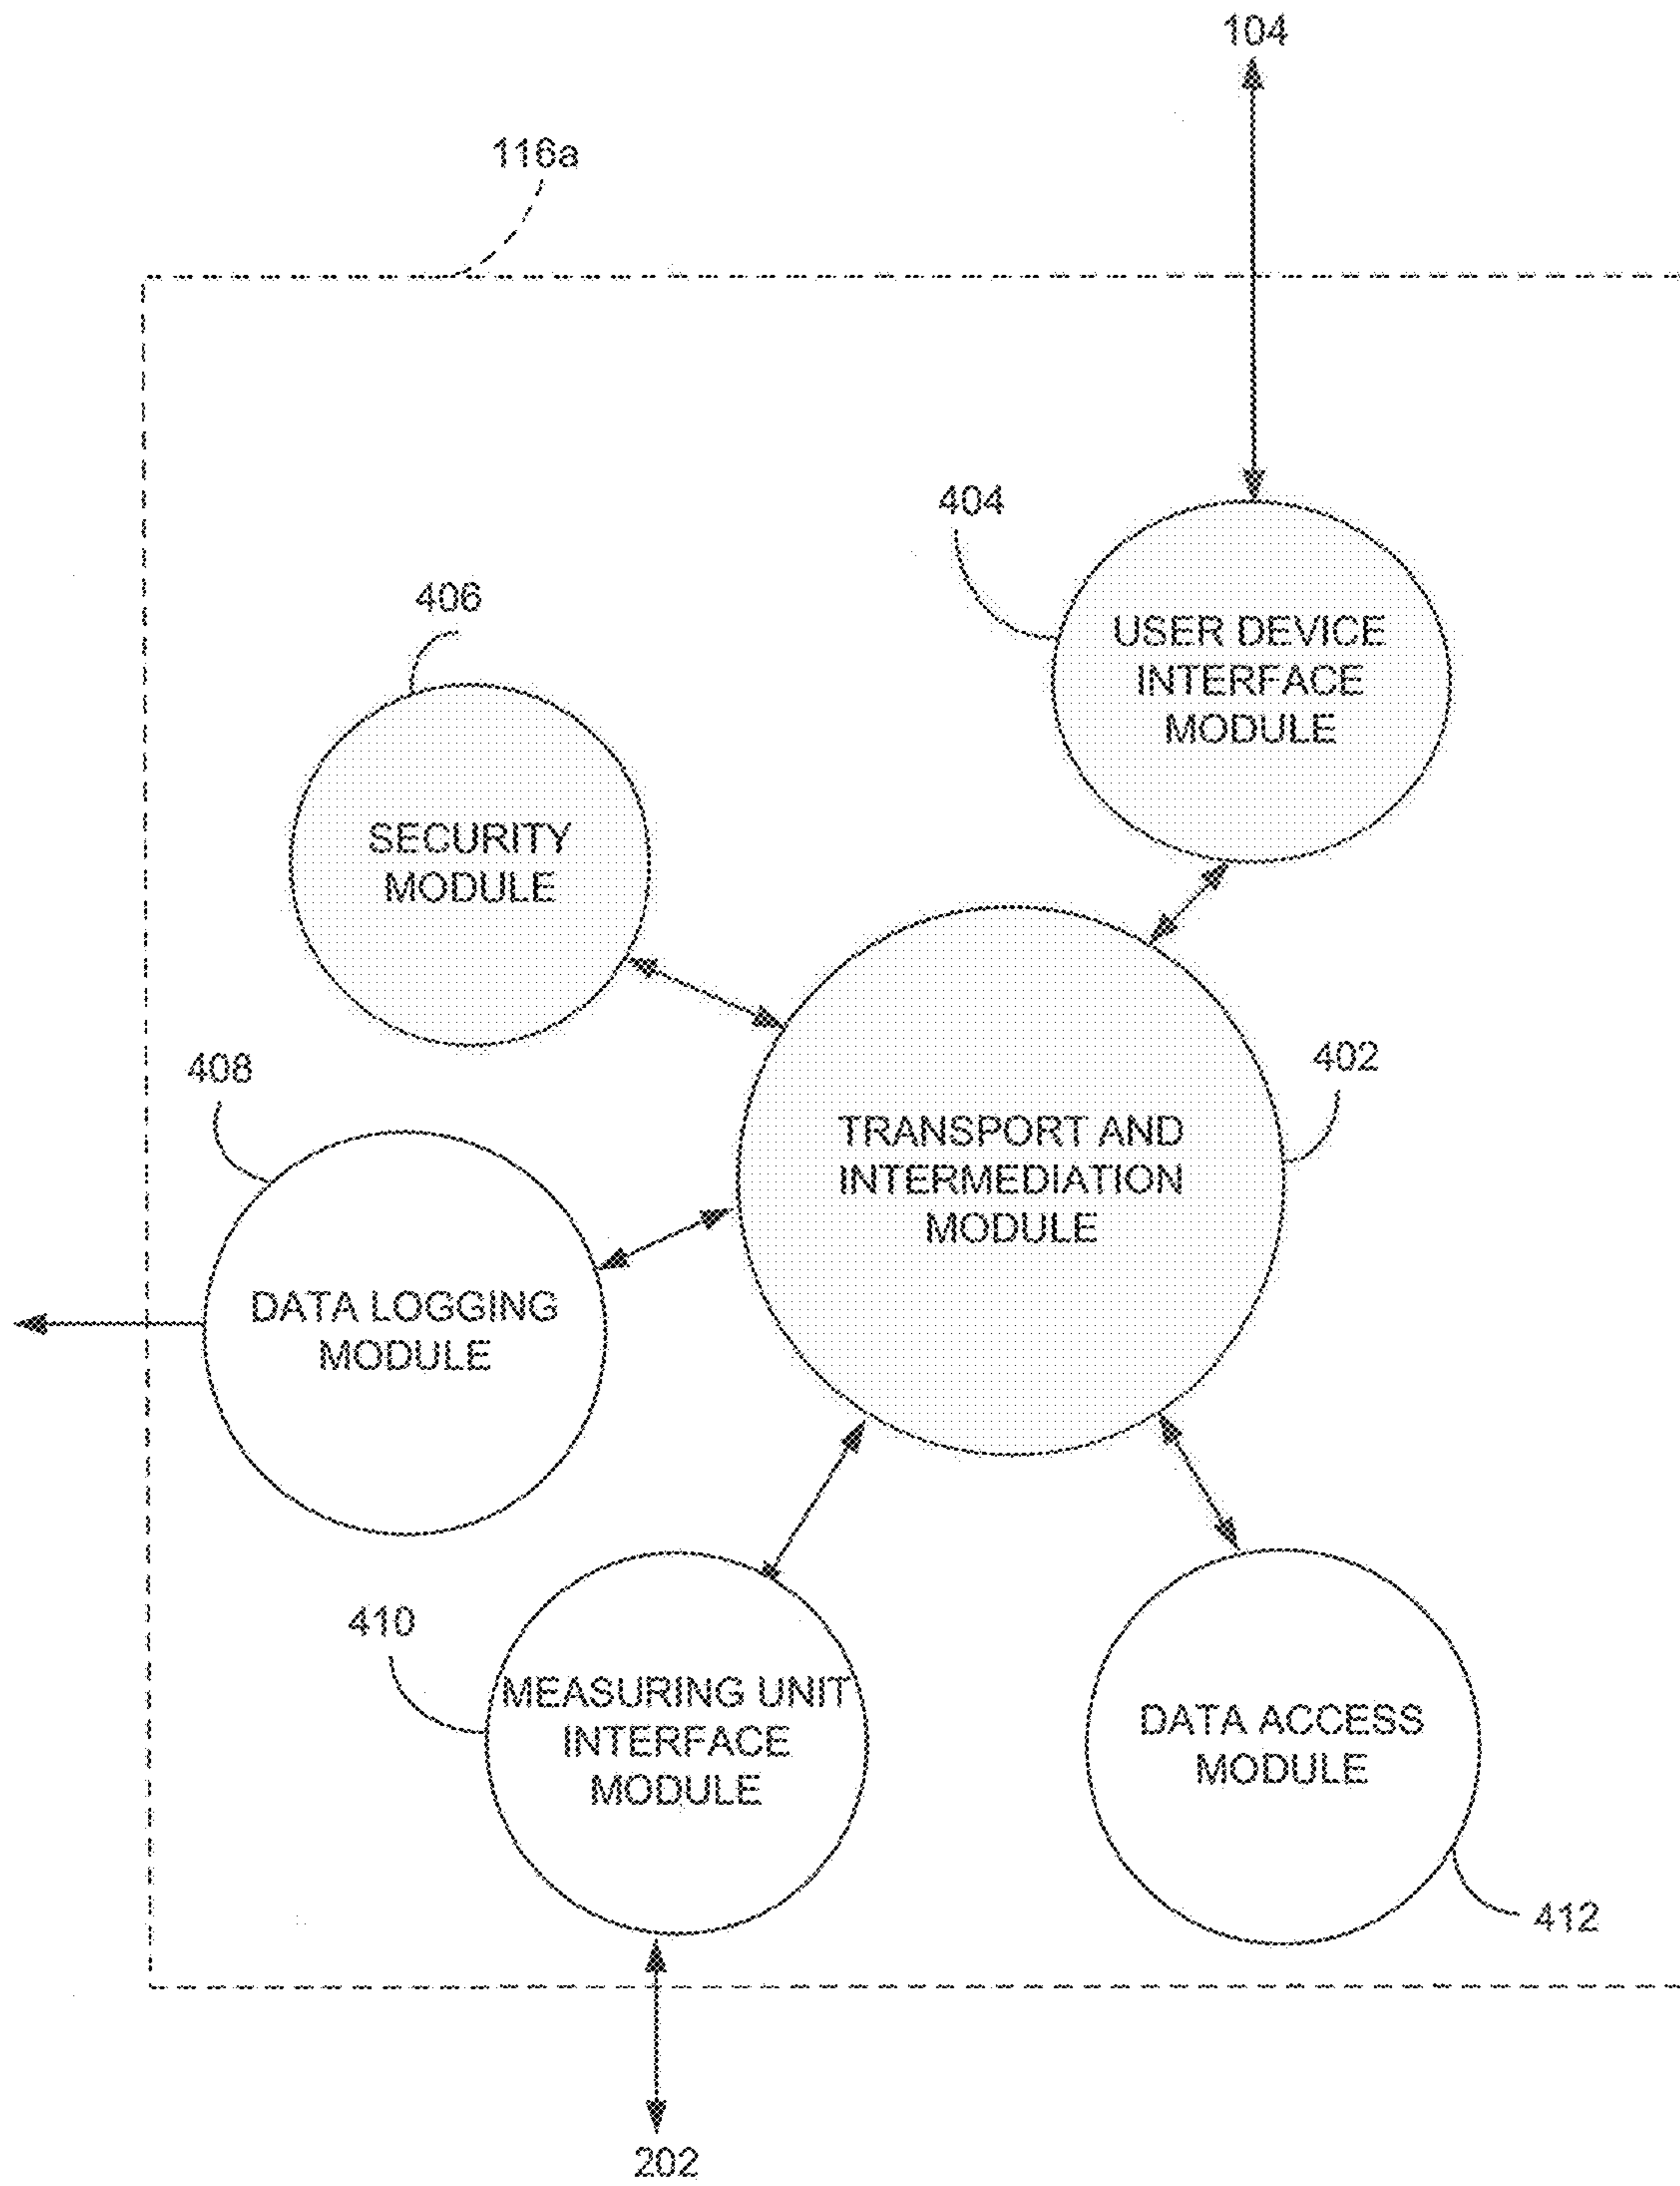 104
116a
404
USER DEVICE
INTERFACE
MODULE
406
SECURITY
MODULE
402
408
TRANSPORT AND
INTERMEDIATION
MODULE
DATA LOGGING
MODULE
410
MEASURING UNIT
INTERFACE
MODULE
DATA ACCESS
MODULE
412
202